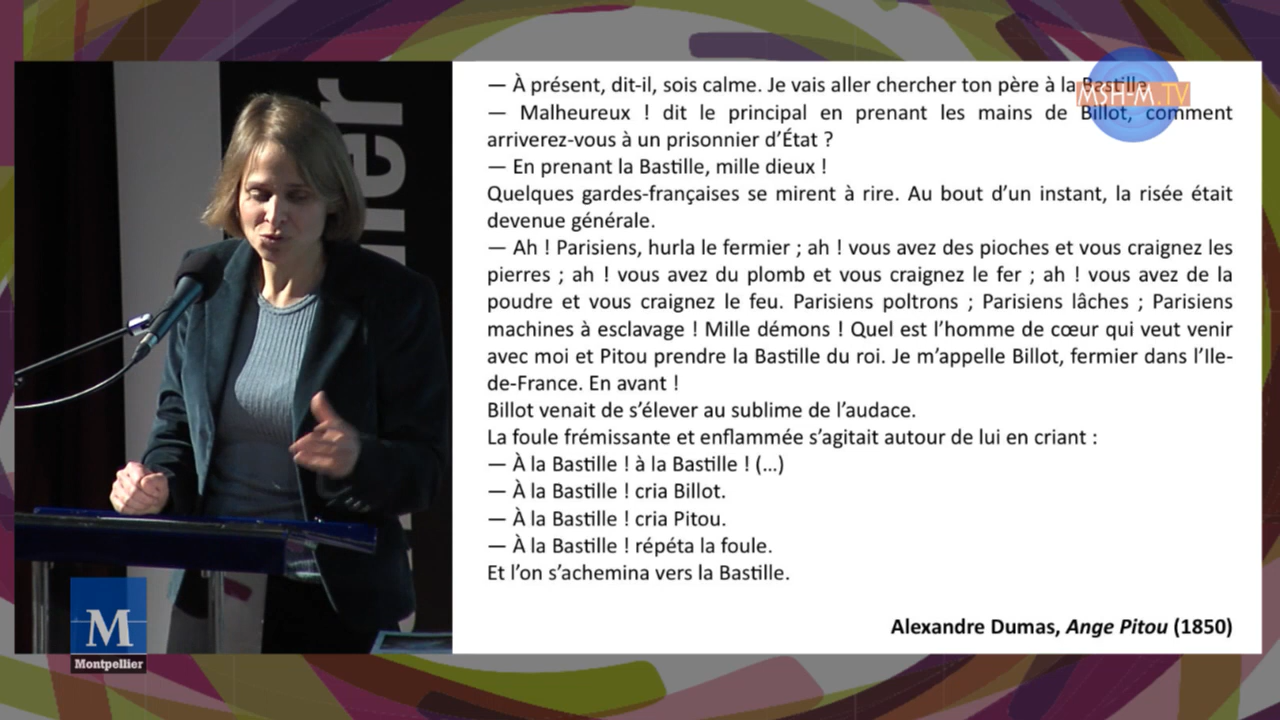 — À présent, dit-il, sois calme. Je vais aller chercher ton père à la Bastille.
MSH-M.TV
— Malheureux ! dit le principal en prenant les mains de Billot, comment
arriverez-vous à un prisonnier d’État ?
— En prenant la Bastille, mille dieux !
Quelques gardes-françaises se mirent à rire. Au bout d’un instant, la risée était
devenue générale.
— Ah ! Parisiens, hurla le fermier ; ah ! vous avez des pioches et vous craignez les
pierres ; ah ! vous avez du plomb et vous craignez le fer ; ah ! vous avez de la
poudre et vous craignez le feu. Parisiens poltrons ; Parisiens lâches ; Parisiens
machines à esclavage ! Mille démons ! Quel est l’homme de cœur qui veut venir
avec moi et Pitou prendre la Bastille du roi. Je m’appelle Billot, fermier dans l’Ile-
de-France. En avant !
Billot venait de s’élever au sublime de l’audace.
La foule frémissante et enflammée s’agitait autour de lui en criant :
— À la Bastille ! à la Bastille ! (…)
— À la Bastille ! cria Billot.
— À la Bastille ! cria Pitou.
— À la Bastille ! répéta la foule.
Et l’on s’achemina vers la Bastille.
Alexandre Dumas, Ange Pitou (1850)
M
Montpellier